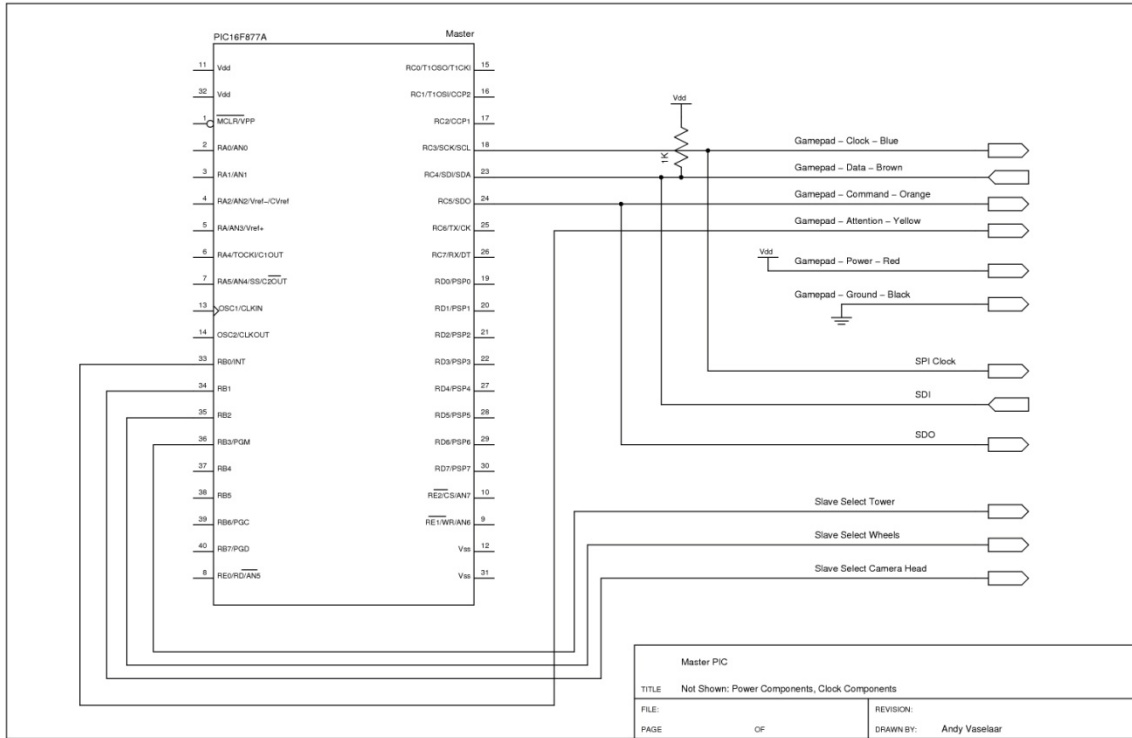 PIC16F877A Master
11 Vdd RC0/T1OSO/T1CKI 15
32 Vdd RC1/T1OSI/CCP2 16
1 MCLR/VPP RC2/CCP1 17
2 RA0/AN0 RC3/SCK/SCL 18
3 RA1/AN1 RC4/SDI/SDA 23
4 RA2/AN2/Vref-/CVref RC5/SDO 24
5 RA/AN3/Vref+ RC6/TX/CK 25
6 RA4/TOCKI/C1OUT RC7/RX/DT 26
7 RA5/AN4/SS/C2OUT RD0/PSP0 19
13 OSC1/CLKIN RD1/PSP1 20
14 OSC2/CLKOUT RD2/PSP2 21
33 RB0/INT RD3/PSP3 22
34 RB1 RD4/PSP4 27
35 RB2 RD5/PSP5 28
36 RB3/PGM RD6/PSP6 29
37 RB4 RD7/PSP7 30
38 RB5 RE2/CS/AN7 10
39 RB6/PGC RE1/WR/AN6 9
40 RB7/PGD Vss 12
8 RE0/RD/AN5 Vss 31
Vdd
1K
Gamepad - Clock - Blue
Gamepad - Data - Brown
Gamepad - Command - Orange
Gamepad - Attention - Yellow
Vdd
Gamepad - Power - Red
Gamepad - Ground - Black
SPI Clock
SDI
SDO
Slave Select Tower
Slave Select Wheels
Slave Select Camera Head
Master PIC
TITLE Not Shown: Power Components, Clock Components
FILE: REVISION:
PAGE OF DRAWN BY: Andy Vaselaar